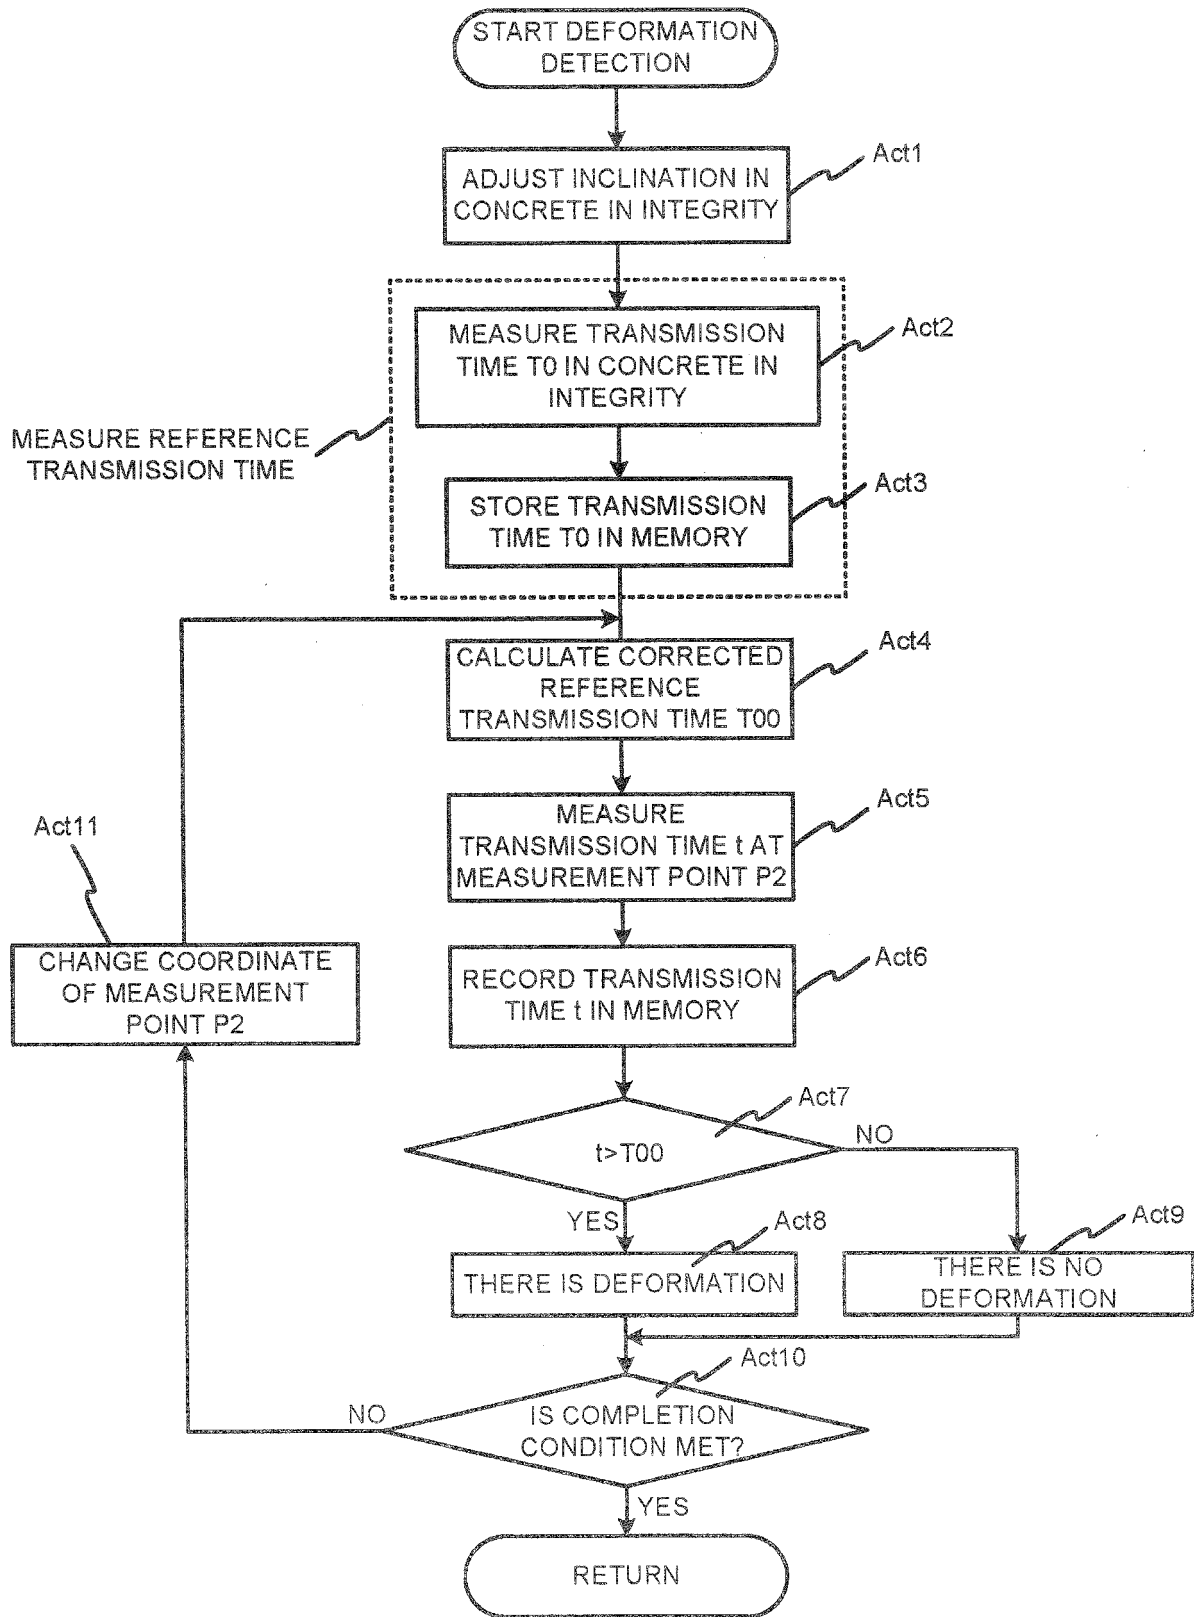 START DEFORMATION
DETECTION
Act1
ADJUST INCLINATION IN
CONCRETE IN INTEGRITY
Act2
MEASURE TRANSMISSION
TIME T0 IN CONCRETE IN
INTEGRITY
MEASURE REFERENCE
TRANSMISSION TIME
Act3
STORE TRANSMISSION
TIME T0 IN MEMORY
Act4
CALCULATE CORRECTED
REFERENCE
TRANSMISSION TIME T00
Act5
MEASURE
TRANSMISSION TIME t AT
MEASUREMENT POINT P2
Act11
CHANGE COORDINATE
OF MEASUREMENT
POINT P2
Act6
RECORD TRANSMISSION
TIME t IN MEMORY
Act7
t>T00
NO
YES
Act8
THERE IS DEFORMATION
Act9
THERE IS NO
DEFORMATION
Act10
IS COMPLETION
CONDITION MET?
NO
YES
RETURN